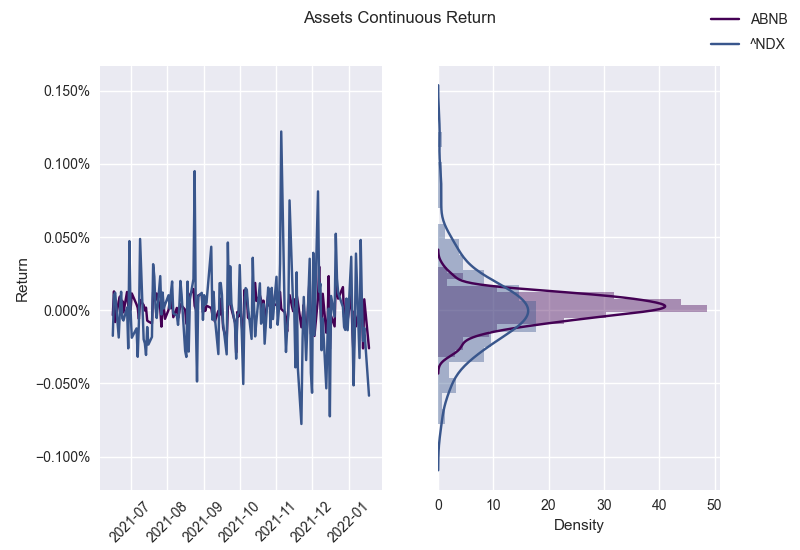 Assets Continuous Return
ABNB
^NDX
0.150%
0.100%
0.050%
0.000%
−0.050%
−0.100%
Return
2021-07
2021-08
2021-09
2021-10
2021-11
2021-12
2022-01
0 10 20 30 40 50
Density